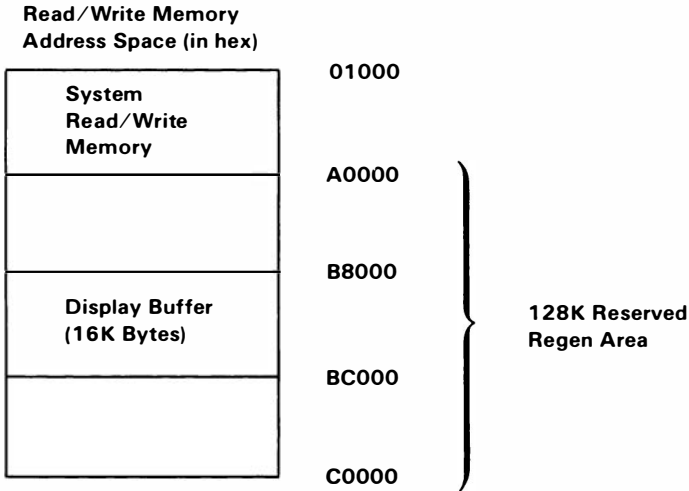 Read/Write Memory
Address Space (in hex)
01000
System
Read/Write
Memory
A0000
B8000
Display Buffer
(16K Bytes)
128K Reserved
Regen Area
BC000
C0000